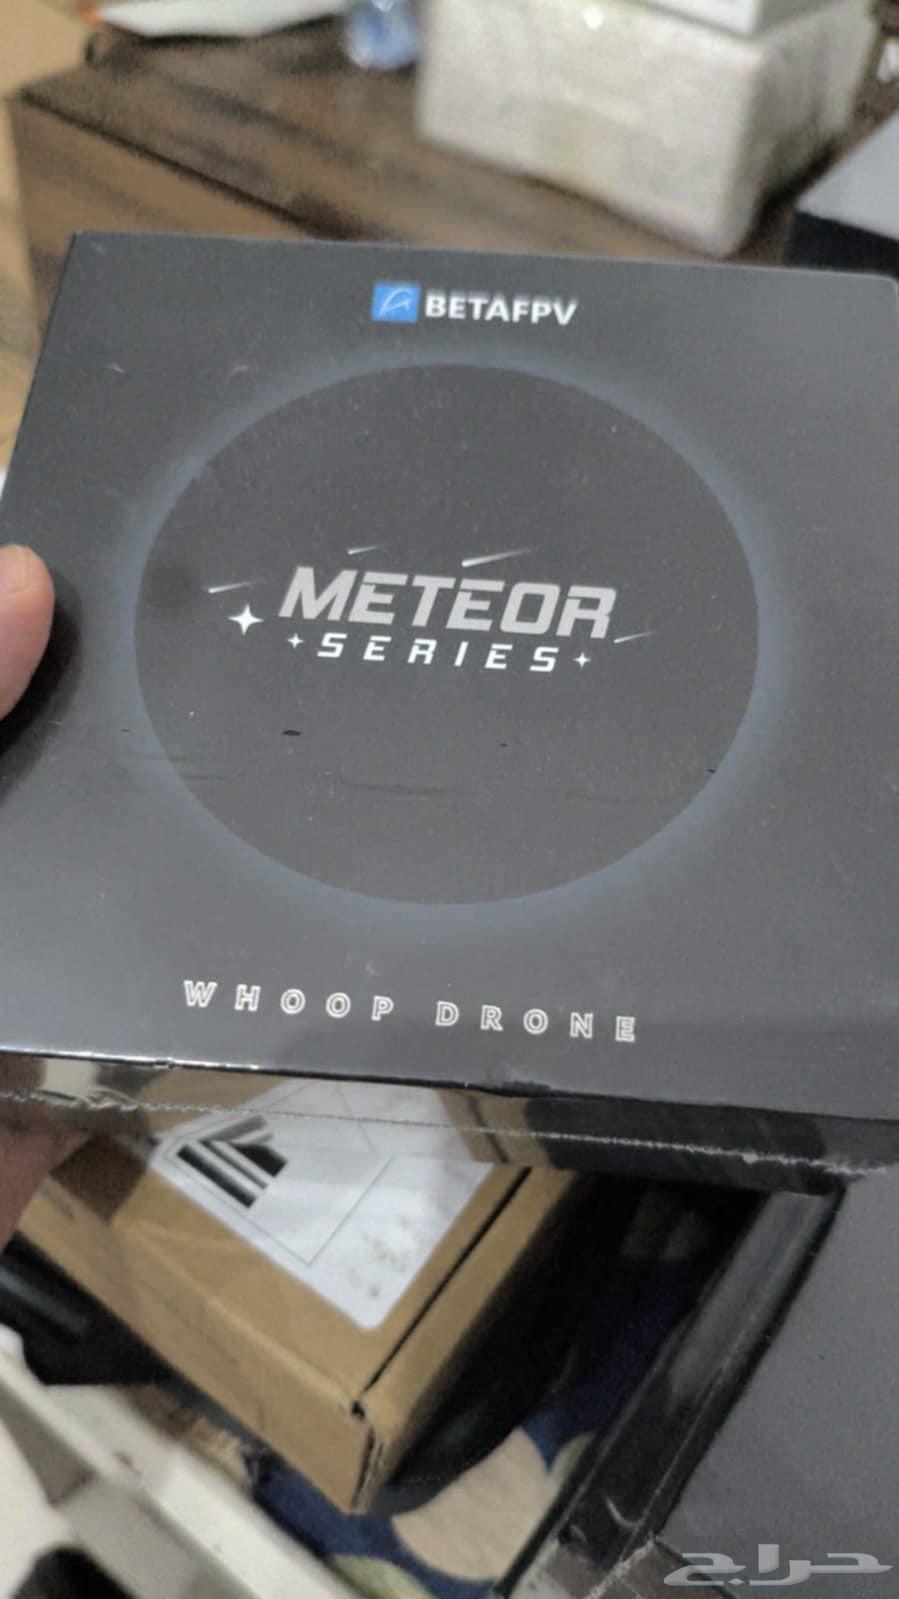 BETAFPV
METEOR
SERIES
WHOOP DRONE
حراج